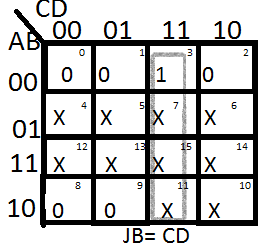 CD
AB 00 01 11 10
00 0 0 0 1 1 3 0 2
01 X 4 X 5 X 7 X 6
11 X 12 X 13 X 15 X 14
10 0 8 0 9 X 11 X 10
JB= CD